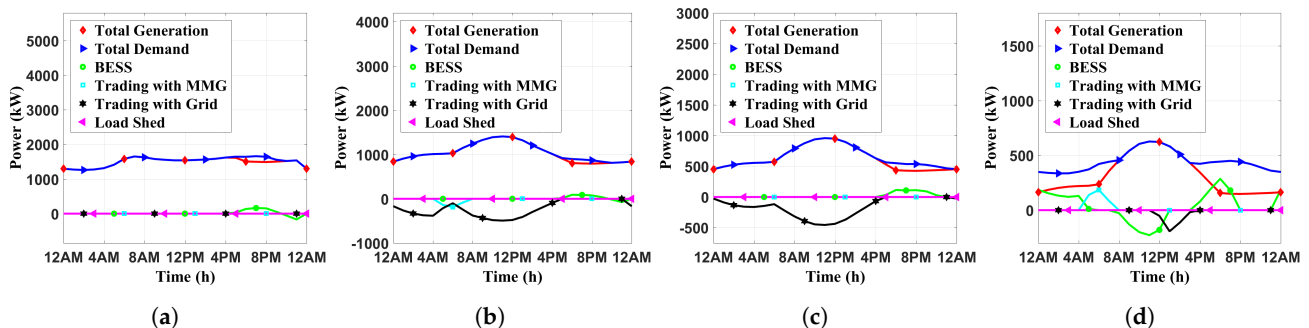 5000
4000
3000
2000
1000
0
Power (kW)
Total Generation
Total Demand
BESS
Trading with MMG
Trading with Grid
Load Shed
12AM 4AM 8AM 12PM 4PM 8PM 12AM
Time (h)
(a)
4000
3000
2000
1000
0
-1000
Power (kW)
Total Generation
Total Demand
BESS
Trading with MMG
Trading with Grid
Load Shed
12AM 4AM 8AM 12PM 4PM 8PM 12AM
Time (h)
(b)
3000
2500
2000
1500
1000
500
0
-500
Power (kW)
Total Generation
Total Demand
BESS
Trading with MMG
Trading with Grid
Load Shed
12AM 4AM 8AM 12PM 4PM 8PM 12AM
Time (h)
(c)
1500
1000
500
0
Power (kW)
Total Generation
Total Demand
BESS
Trading with MMG
Trading with Grid
Load Shed
12AM 4AM 8AM 12PM 4PM 8PM 12AM
Time (h)
(d)